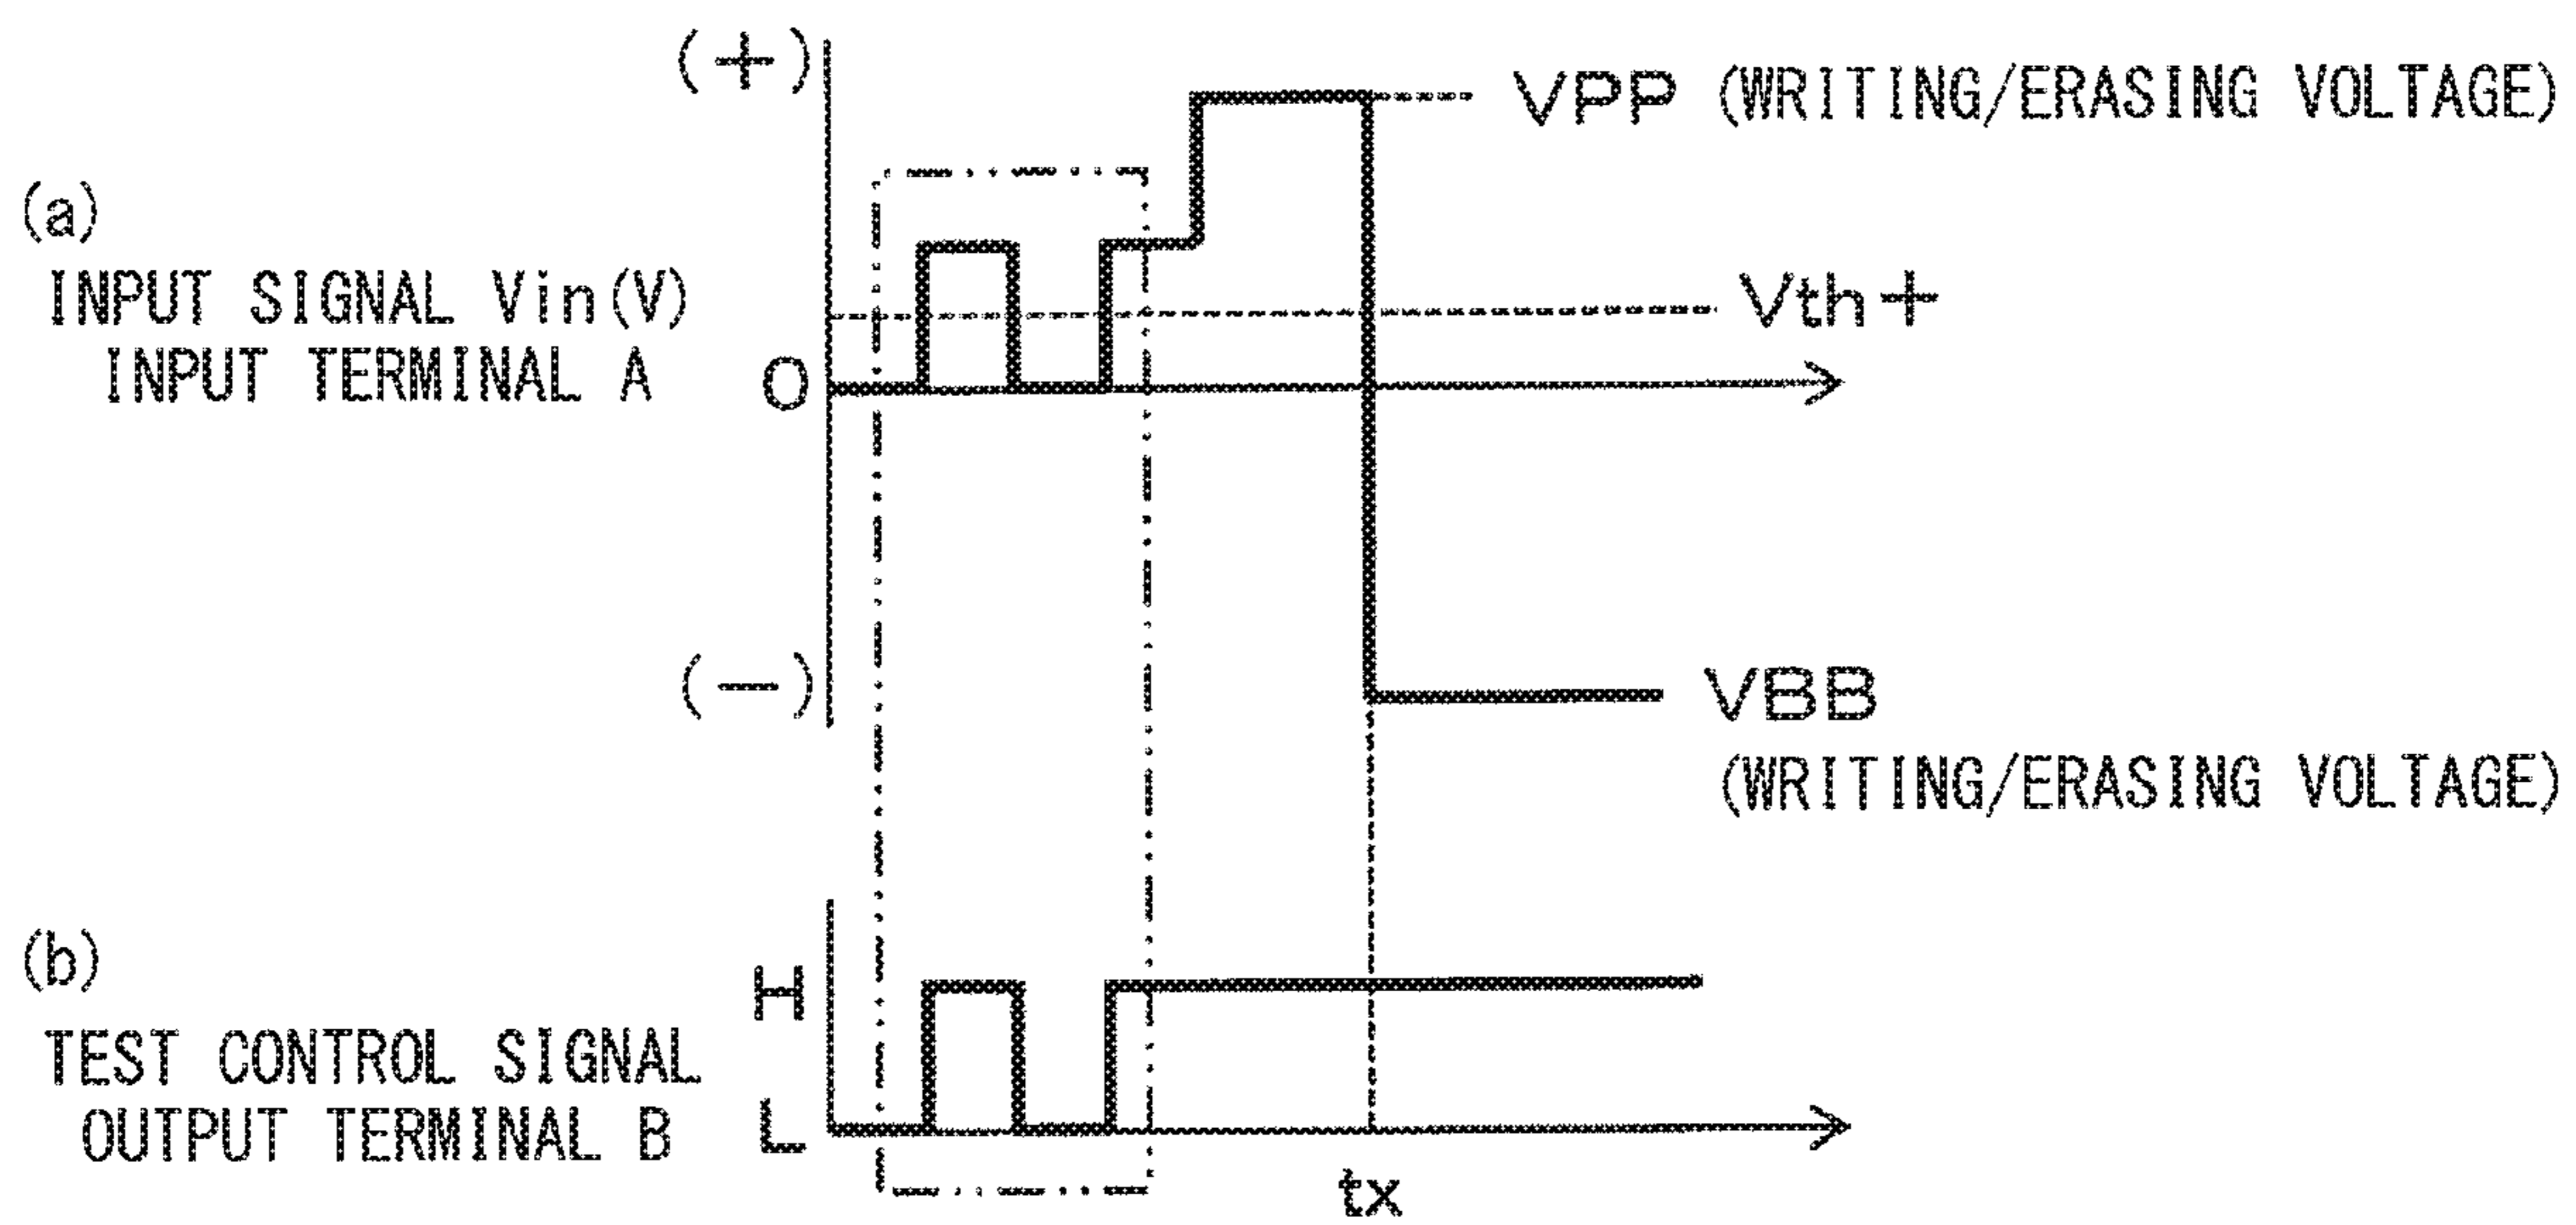 (+)
VPP (WRITING/ERASING VOLTAGE)
(a)
INPUT SIGNAL Vin(V)
INPUT TERMINAL A
Vth+
0
(-)
VBB
(WRITING/ERASING VOLTAGE)
(b)
H
TEST CONTROL SIGNAL
OUTPUT TERMINAL B
L
tx